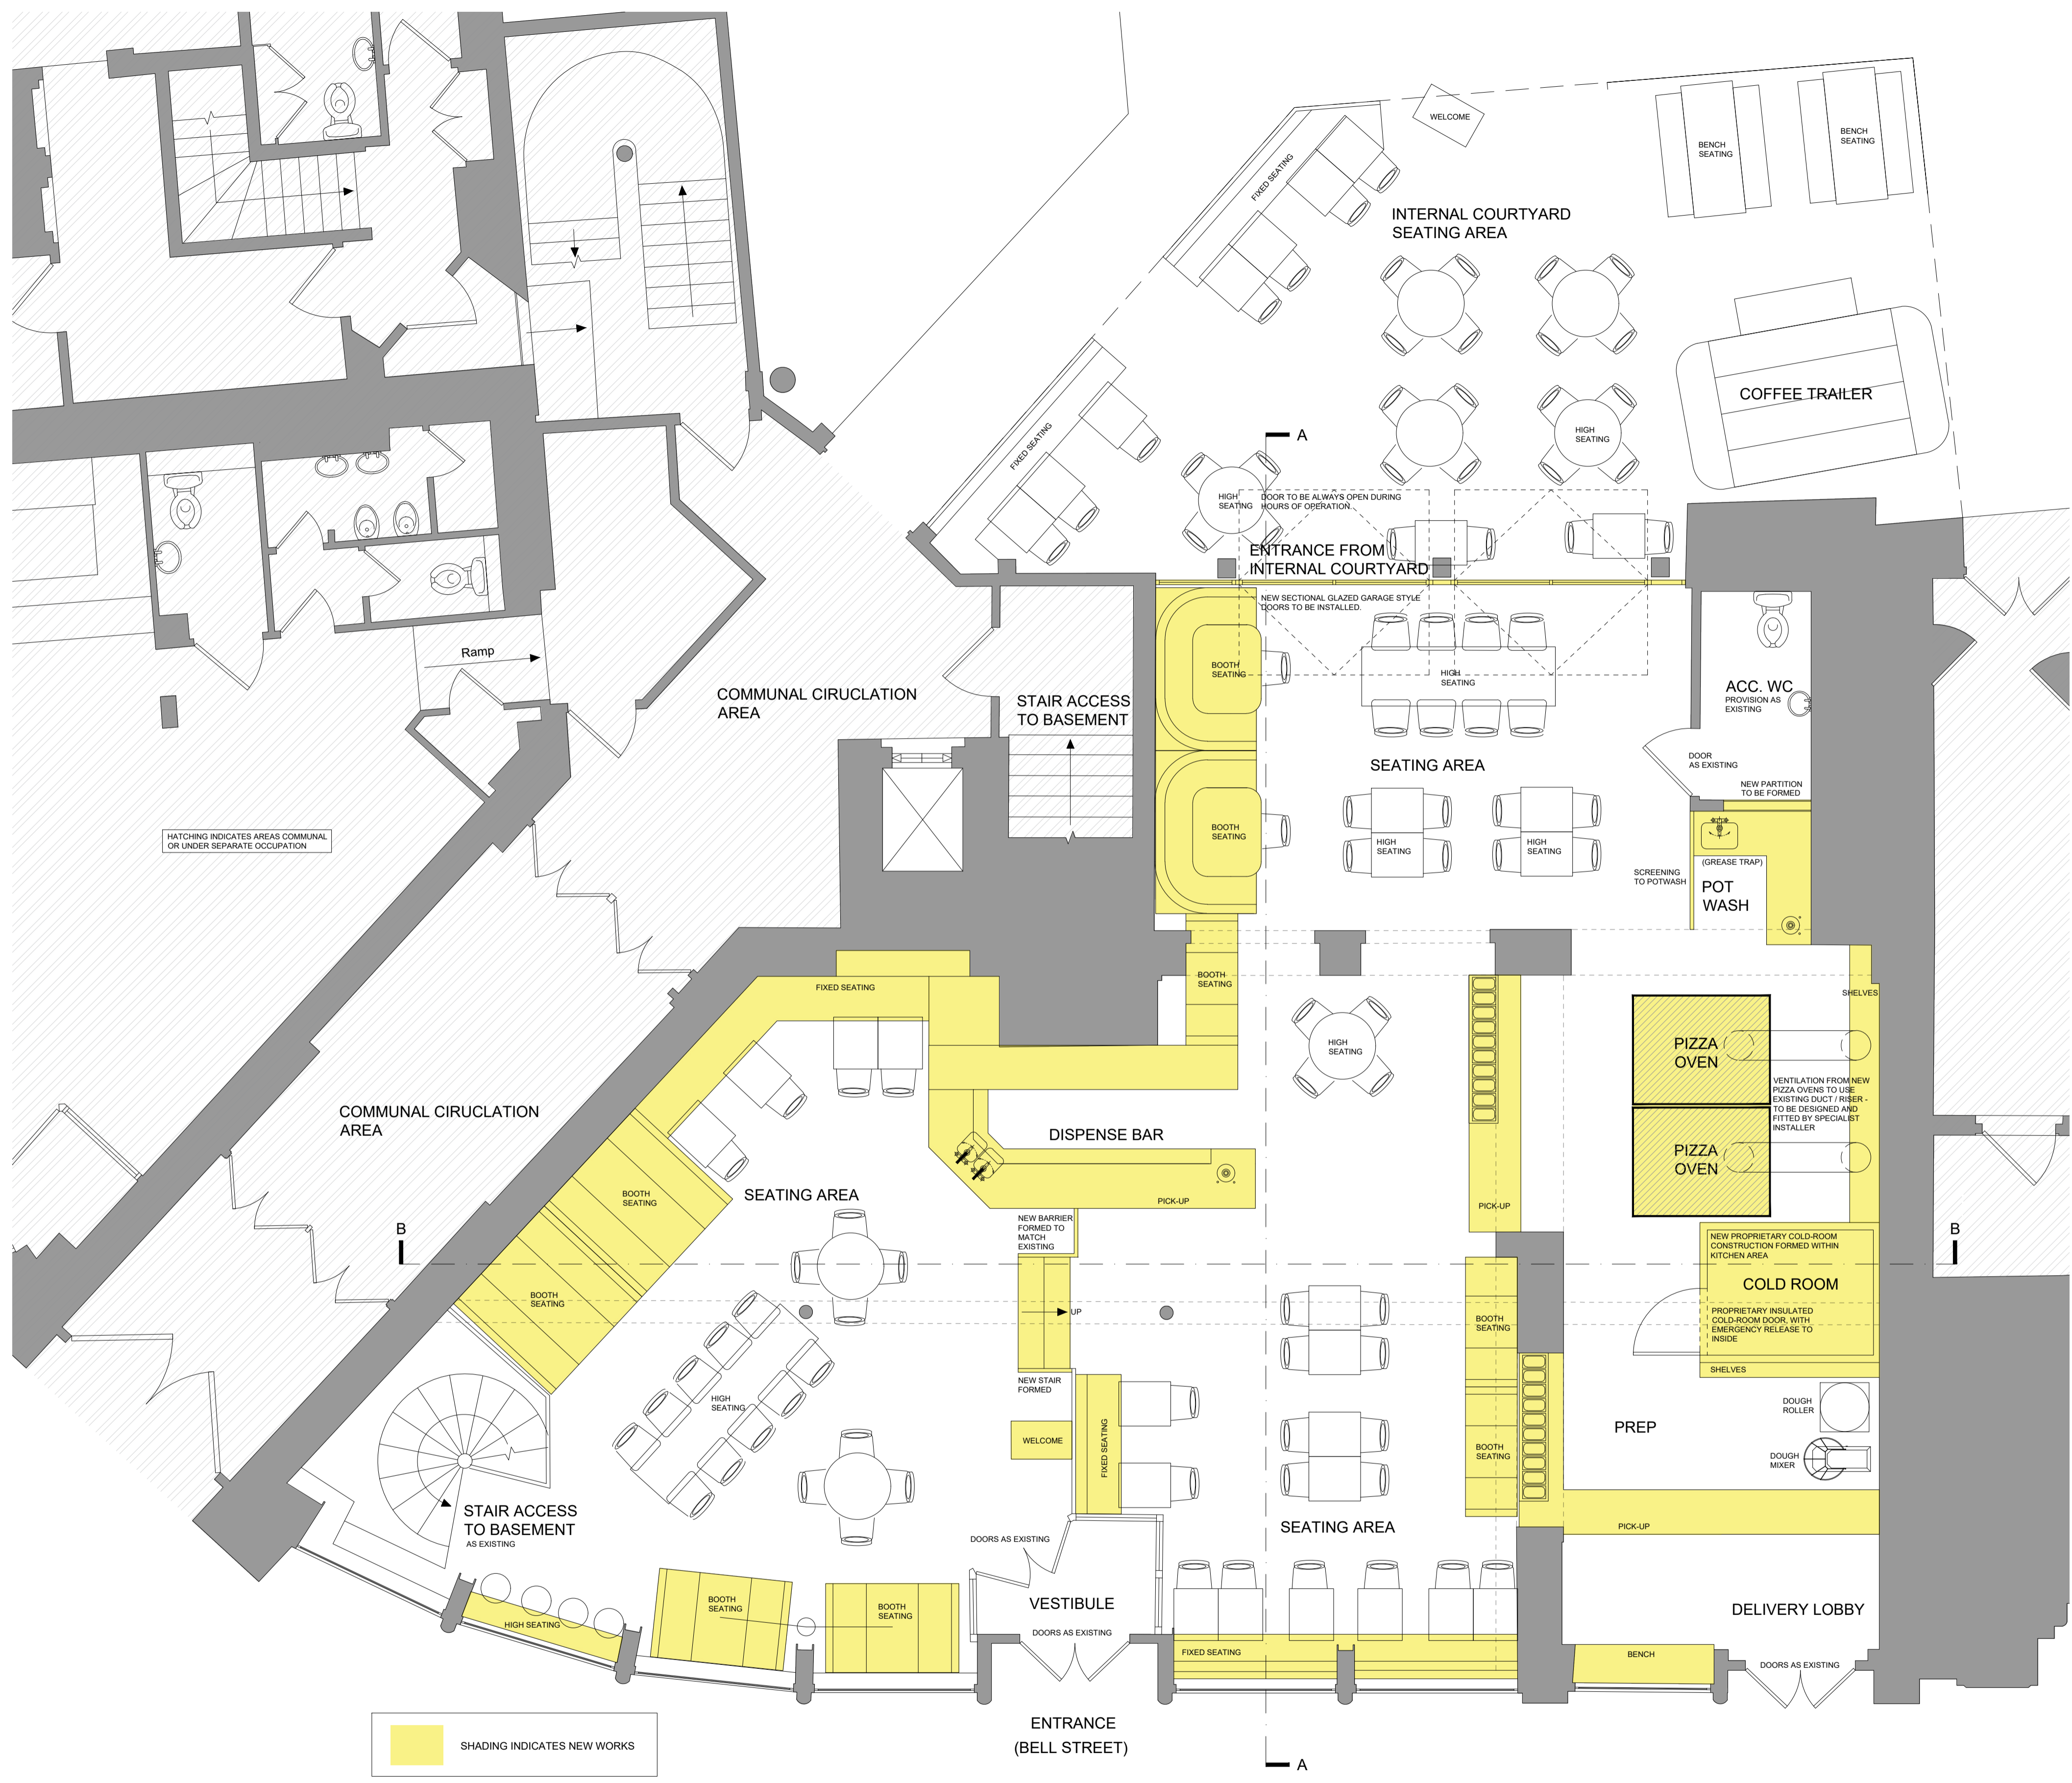 WELCOME
BENCH
SEATING
BENCH
SEATING
FIXED SEATING
INTERNAL COURTYARD
SEATING AREA
COFFEE TRAILER
FIXED SEATING
HIGH
SEATING
A
HIGH
SEATING
DOOR TO BE ALWAYS OPEN DURING
HOURS OF OPERATION.
ENTRANCE FROM
INTERNAL COURTYARD
NEW SECTIONAL GLAZED GARAGE STYLE
DOORS TO BE INSTALLED.
Ramp
BOOTH
SEATING
HIGH
SEATING
COMMUNAL CIRUCLATION
AREA
STAIR ACCESS
TO BASEMENT
ACC. WC
PROVISION AS
EXISTING
SEATING AREA
DOOR
AS EXISTING
NEW PARTITION
TO BE FORMED
HATCHING INDICATES AREAS COMMUNAL
OR UNDER SEPARATE OCCUPATION
BOOTH
SEATING
HIGH
SEATING
HIGH
SEATING
(GREASE TRAP)
SCREENING
TO POTWASH
POT
WASH
BOOTH
SEATING
FIXED SEATING
SHELVES
HIGH
SEATING
PIZZA
OVEN
VENTILATION FROM NEW
PIZZA OVENS TO USE
EXISTING DUCT / RISER -
TO BE DESIGNED AND
FITTED BY SPECIALIST
INSTALLER
COMMUNAL CIRUCLATION
AREA
DISPENSE BAR
PIZZA
OVEN
BOOTH
SEATING
SEATING AREA
PICK-UP
PICK-UP
B
NEW BARRIER
FORMED TO
MATCH
EXISTING
B
NEW PROPRIETARY COLD-ROOM
CONSTRUCTION FORMED WITHIN
KITCHEN AREA
COLD ROOM
BOOTH
SEATING
UP
BOOTH
SEATING
PROPRIETARY INSULATED
COLD-ROOM DOOR, WITH
EMERGENCY RELEASE TO
INSIDE
SHELVES
NEW STAIR
FORMED
HIGH
SEATING
DOUGH
ROLLER
WELCOME
FIXED SEATING
BOOTH
SEATING
PREP
DOUGH
MIXER
STAIR ACCESS
TO BASEMENT
AS EXISTING
DOORS AS EXISTING
SEATING AREA
PICK-UP
BOOTH
SEATING
BOOTH
SEATING
HIGH SEATING
VESTIBULE
DELIVERY LOBBY
DOORS AS EXISTING
FIXED SEATING
BENCH
DOORS AS EXISTING
ENTRANCE
(BELL STREET)
SHADING INDICATES NEW WORKS
A